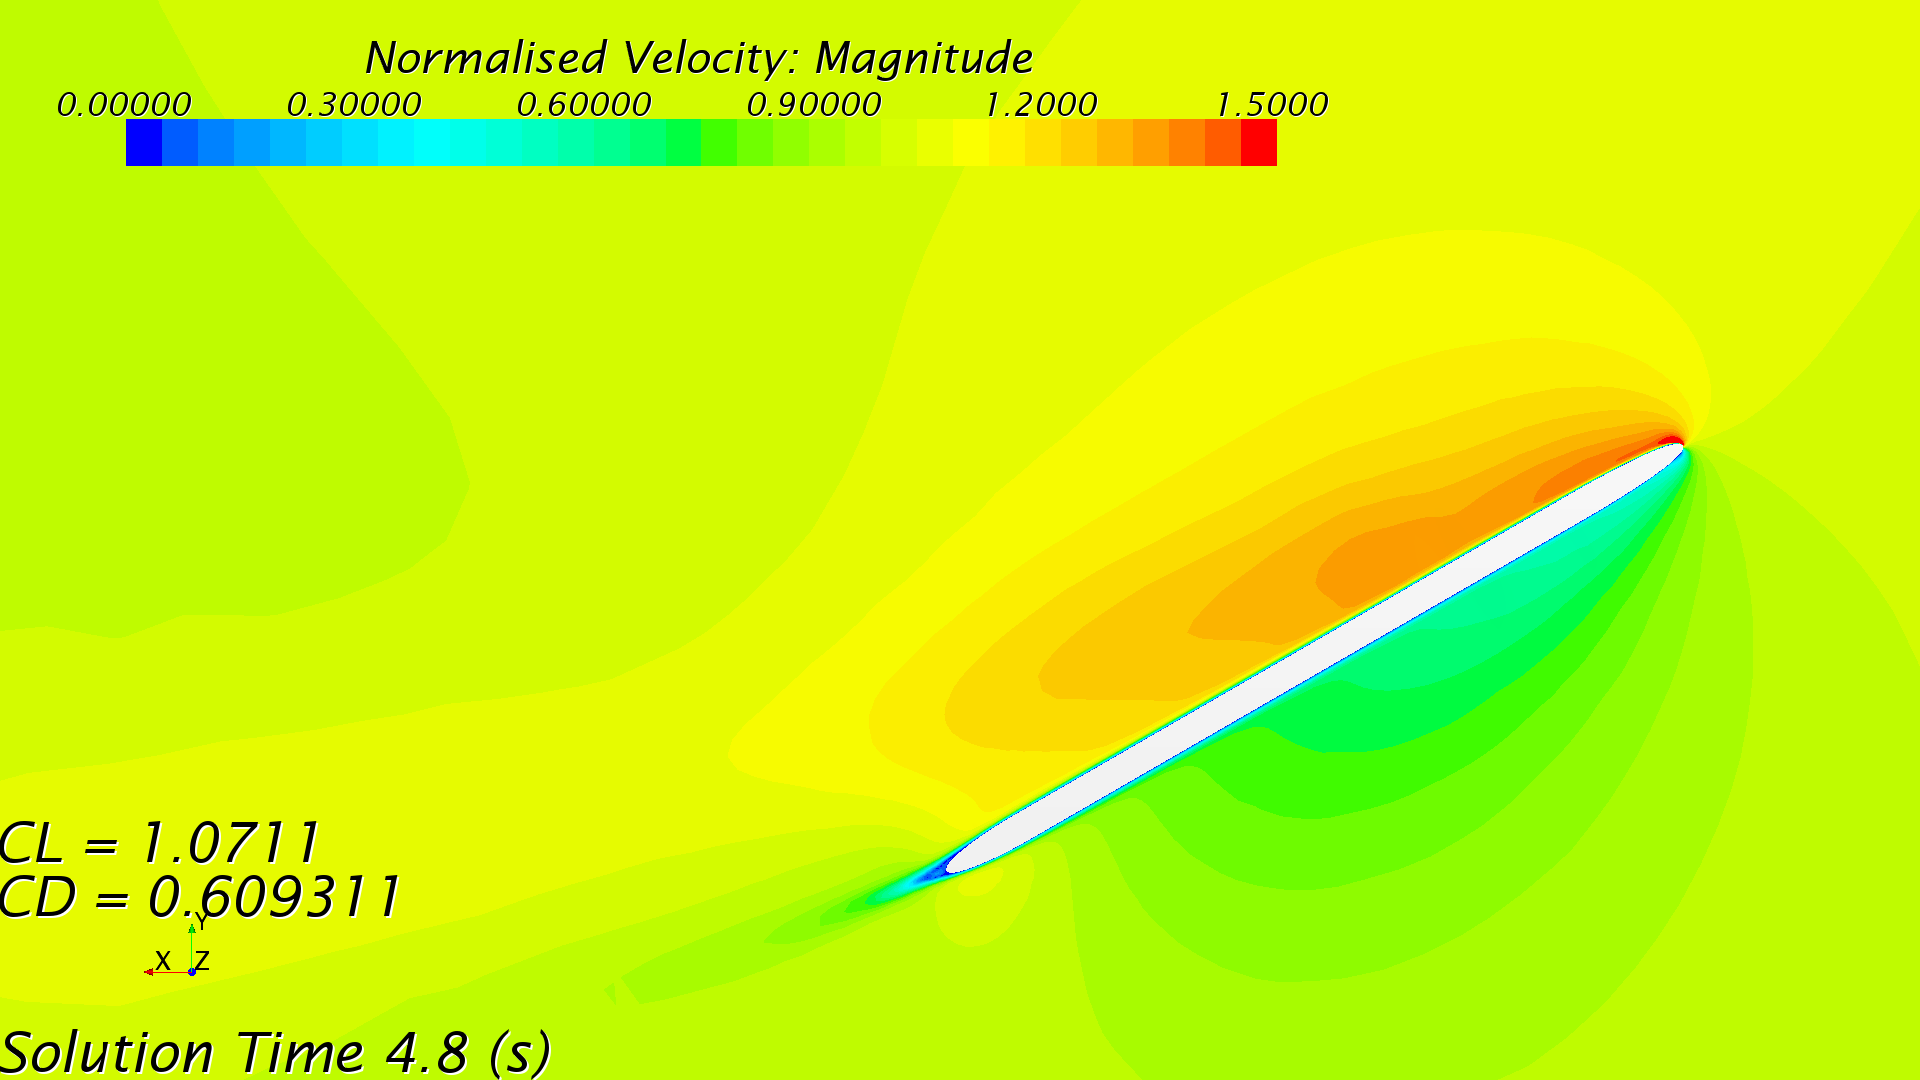 Normalised Velocity: Magnitude
0.00000 0.30000 0.60000 0.90000 1.2000 1.5000
CL = 1.0711
CD = 0.609311
Y
X Z
Solution Time 4.8 (s)